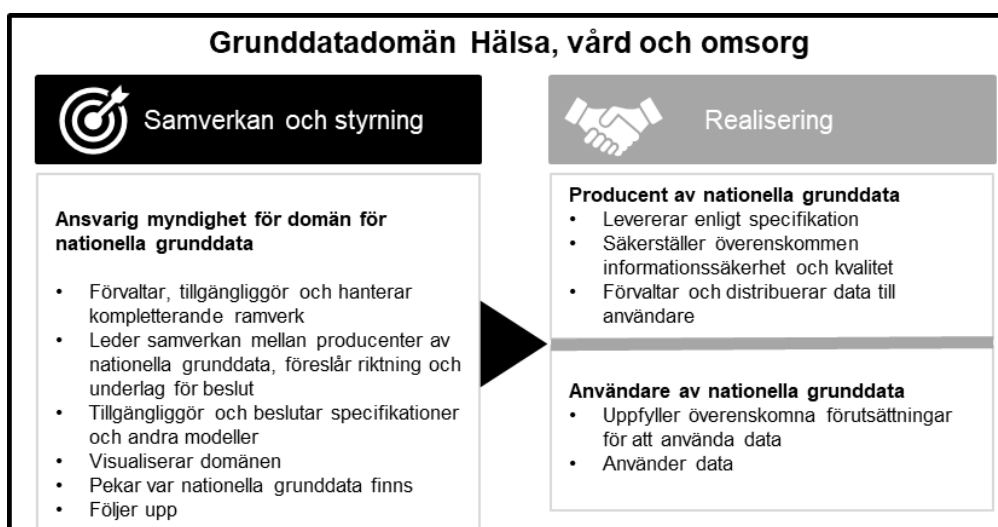 Grunddatadomän Hälsa, vård och omsorg
Samverkan och styrning
Ansvarig myndighet för domän för
nationella grunddata
• Förvaltar, tillgängliggör och hanterar
kompletterande ramverk
• Leder samverkan mellan producenter av
nationella grunddata, föreslår riktning och
underlag för beslut
• Tillgängliggör och beslutar specifikationer
och andra modeller
• Visualiserar domänen
• Pekar var nationella grunddata finns
• Följer upp
Realisering
Producent av nationella grunddata
• Levererar enligt specifikation
• Säkerställer överenskommen
informationssäkerhet och kvalitet
• Förvaltar och distribuerar data till
användare
Användare av nationella grunddata
• Uppfyller överenskomna förutsättningar
för att använda data
• Använder data